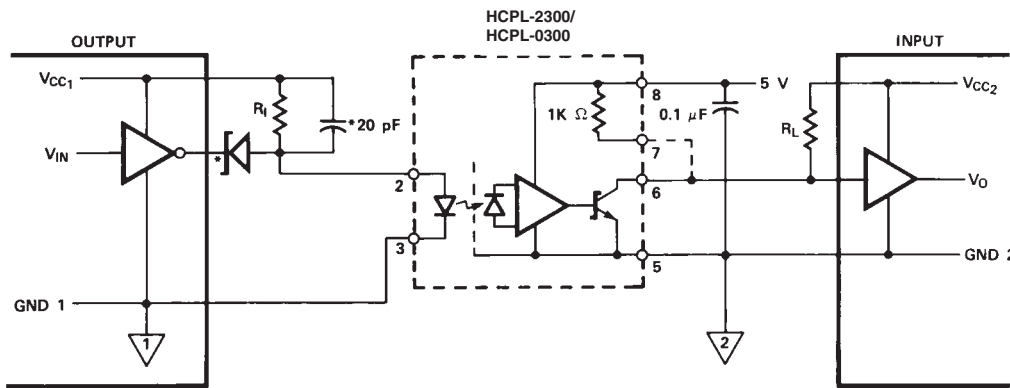 HCPL-2300/
HCPL-0300
OUTPUT
INPUT
VCC1
RI
*20 pF
VIN
*
2
3
GND 1
1
1K Ω
8
7
6
5
5 V
0.1 µF
2
RL
VCC2
VO
GND 2